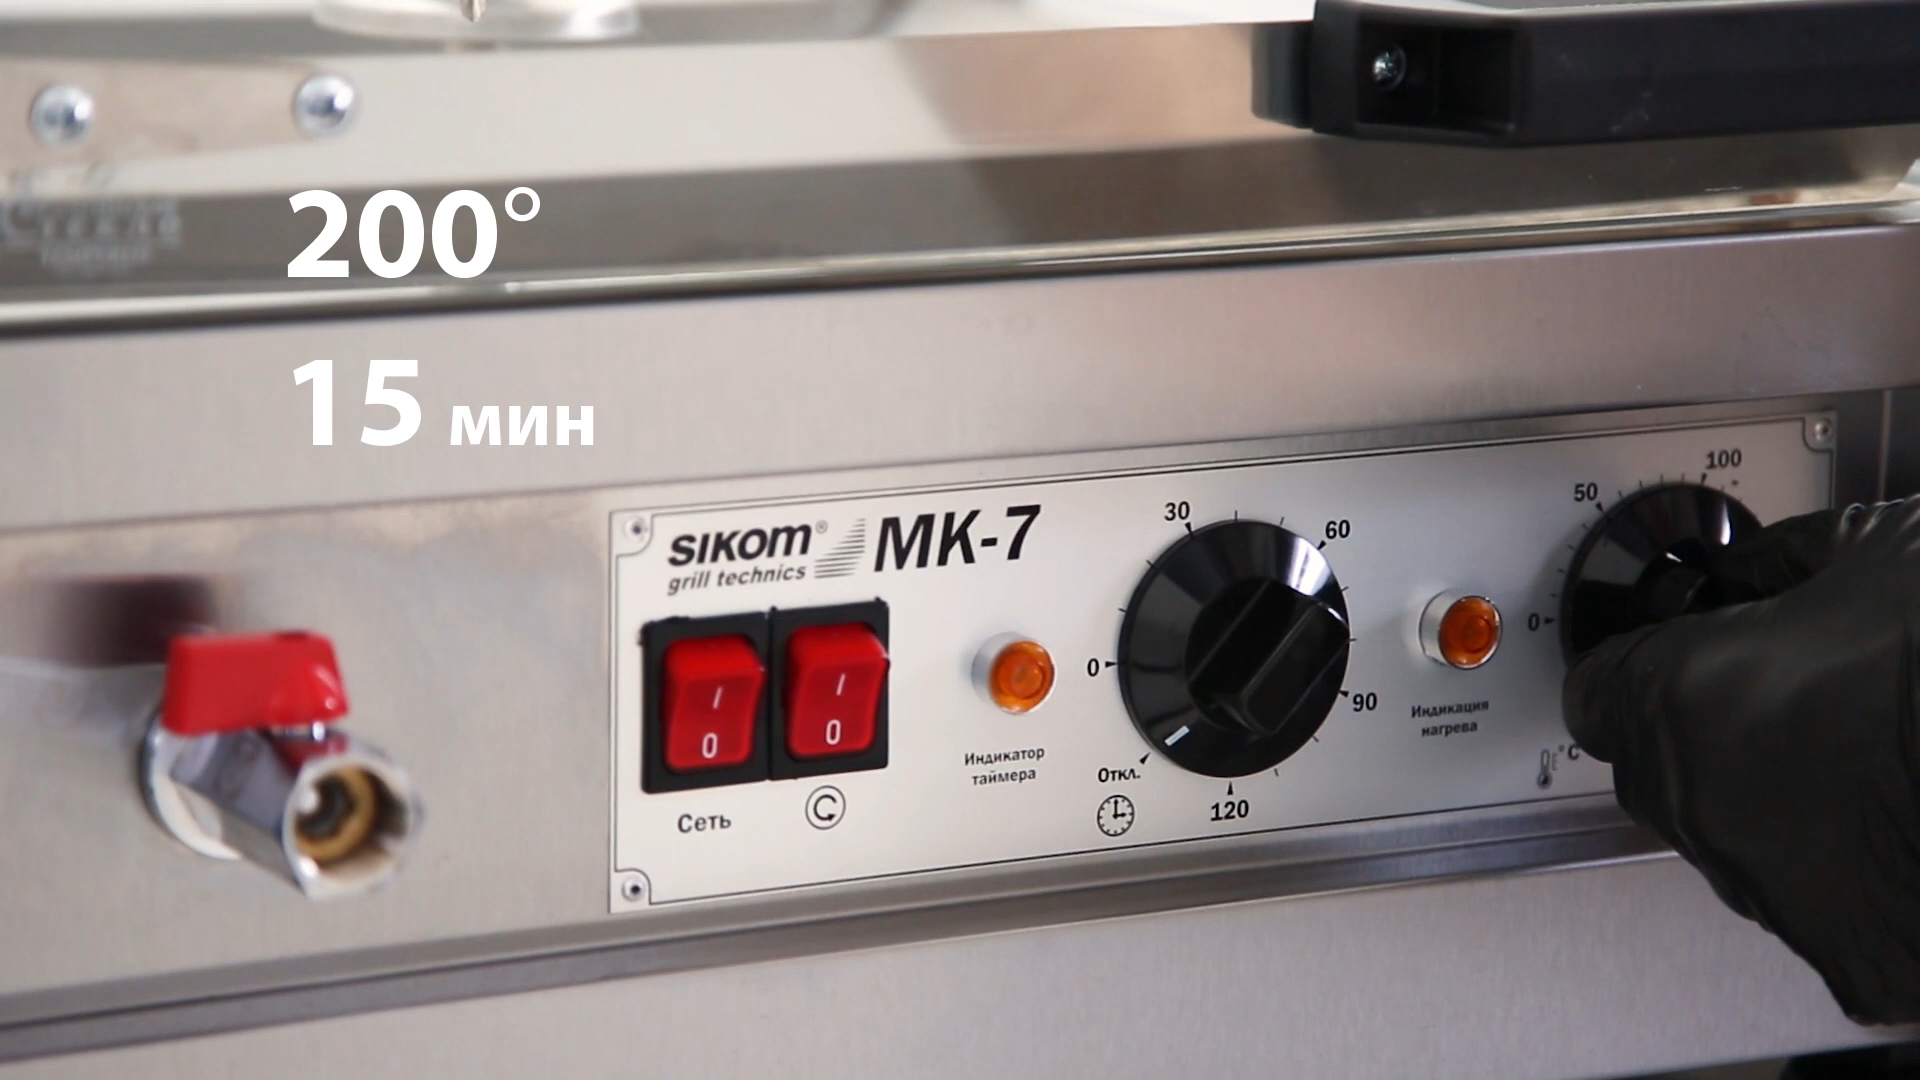 200°
15 мин
SIKOM® МК-7
grill technics
30
60
0
90
120
Откл.
50
100
0
°C
I
0
I
0
Сеть
Индикатор
таймера
Индикация
нагрева